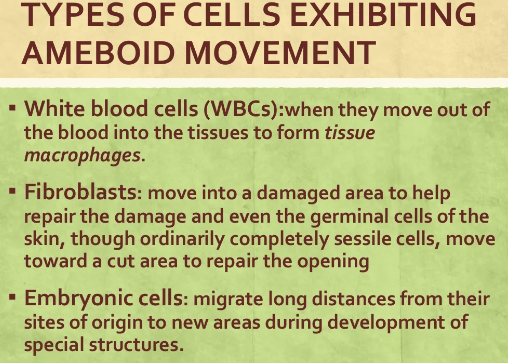 TYPES OF CELLS EXHIBITING
AMEBOID MOVEMENT
▪ White blood cells (WBCs):when they move out of
the blood into the tissues to form tissue
macrophages.
▪ Fibroblasts: move into a damaged area to help
repair the damage and even the germinal cells of the
skin, though ordinarily completely sessile cells, move
toward a cut area to repair the opening
▪ Embryonic cells: migrate long distances from their
sites of origin to new areas during development of
special structures.